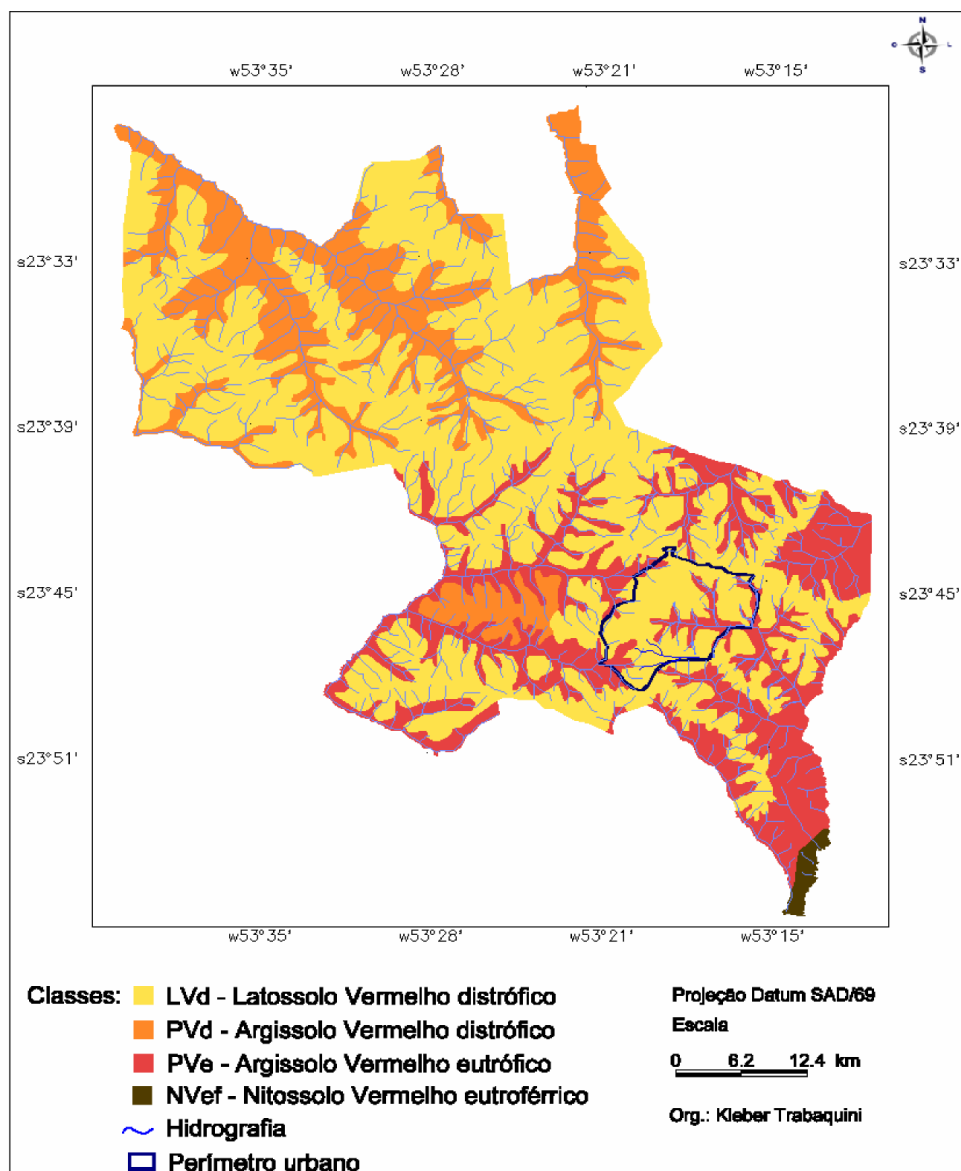 N
O L
S
w53°35' w53°28' w53°21' w53°15'
s23°33' s23°33'
s23°39' s23°39'
s23°45' s23°45'
s23°51' s23°51'
w53°35' w53°28' w53°21' w53°15'
Classes: LVd - Latossolo Vermelho distrófico
PVd - Argissolo Vermelho distrófico
PVe - Argissolo Vermelho eutrófico
NVef - Nitossolo Vermelho eutroférrico
Hidrografia
Perímetro urbano
Projeção Datum SAD/69
Escala
0 6.2 12.4 km
Org.: Kleber Trabaquini